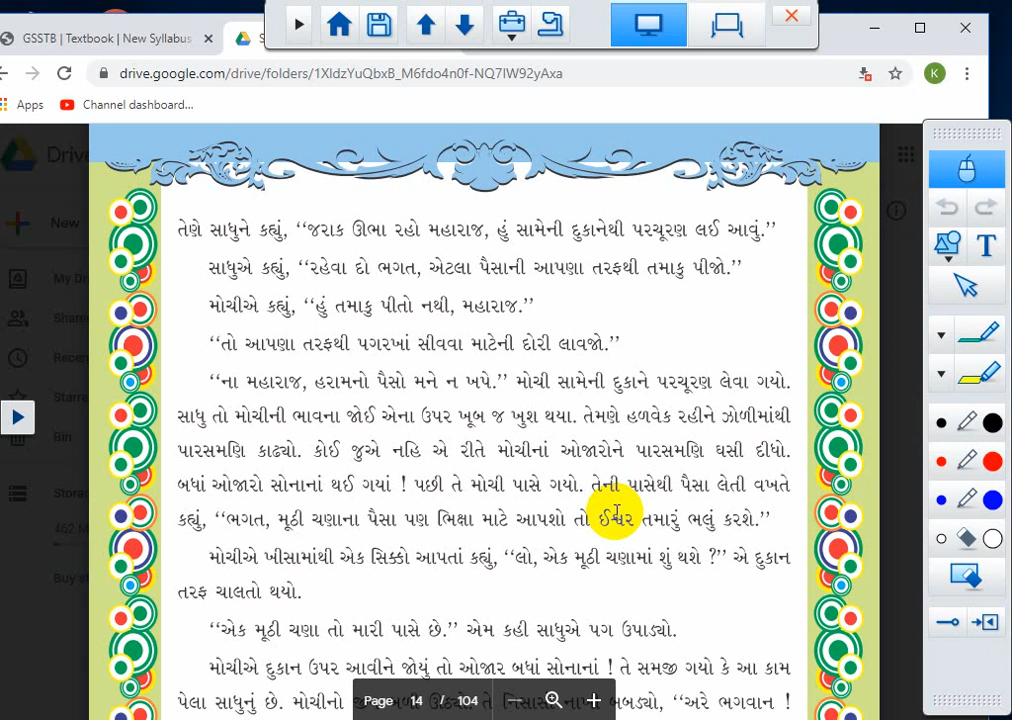 GSSTB | Textbook | New Syllabus
drive.google.com/drive/folders/1XIdzYuQbxB_M6fdo4n0f-NQ7IW92yAxa
K
Apps
Channel dashboard...
New
T
તેણે સાધુને કહ્યું, ‘‘જરાક ઊભા રહો મહારાજ, હું સામેની દુકાનેથી પરચૂરણ લઈ આવું.’’
સાધુએ કહ્યું, ‘‘રહેવા દો ભગત, એટલા પૈસાની આપણા તરફથી તમાકુ પીજો.’’
મોચીએ કહ્યું, ‘‘હું તમાકુ પીતો નથી, મહારાજ.’’
‘‘તો આપણા તરફથી પગરખાં સીવવા માટેની દોરી લાવજો.’’
‘‘ના મહારાજ, હરામનો પૈસો મને ન ખપે.’’ મોચી સામેની દુકાને પરચૂરણ લેવા ગયો.
સાધુ તો મોચીની ભાવના જોઈ એના ઉપર ખૂબ જ ખુશ થયા. તેમણે હળવેક રહીને ઝોળીમાંથી
પારસમણિ કાઢ્યો. કોઈ જુએ નહિ એ રીતે મોચીનાં ઓજારોને પારસમણિ ઘસી દીધો.
બધાં ઓજારો સોનાનાં થઈ ગયાં ! પછી તે મોચી પાસે ગયો. તેની પાસેથી પૈસા લેતી વખતે
કહ્યું, ‘‘ભગત, મૂઠી ચણાના પૈસા પણ ભિક્ષા માટે આપશો તો ઈશ્વર તમારું ભલું કરશે.’’
મોચીએ ખીસામાંથી એક સિક્કો આપતાં કહ્યું, ‘‘લો, એક મૂઠી ચણામાં શું થશે ?’’ એ દુકાન
તરફ ચાલતો થયો.
‘‘એક મૂઠી ચણા તો મારી પાસે છે.’’ એમ કહી સાધુએ પગ ઉપાડ્યો.
મોચીએ દુકાન ઉપર આવીને જોયું તો ઓજાર બધાં સોનાનાં ! તે સમજી ગયો કે આ કામ
પેલા સાધુનું છે. મોચીનો બબડ્યો, ‘‘અરે ભગવાન !
Page 14 / 104